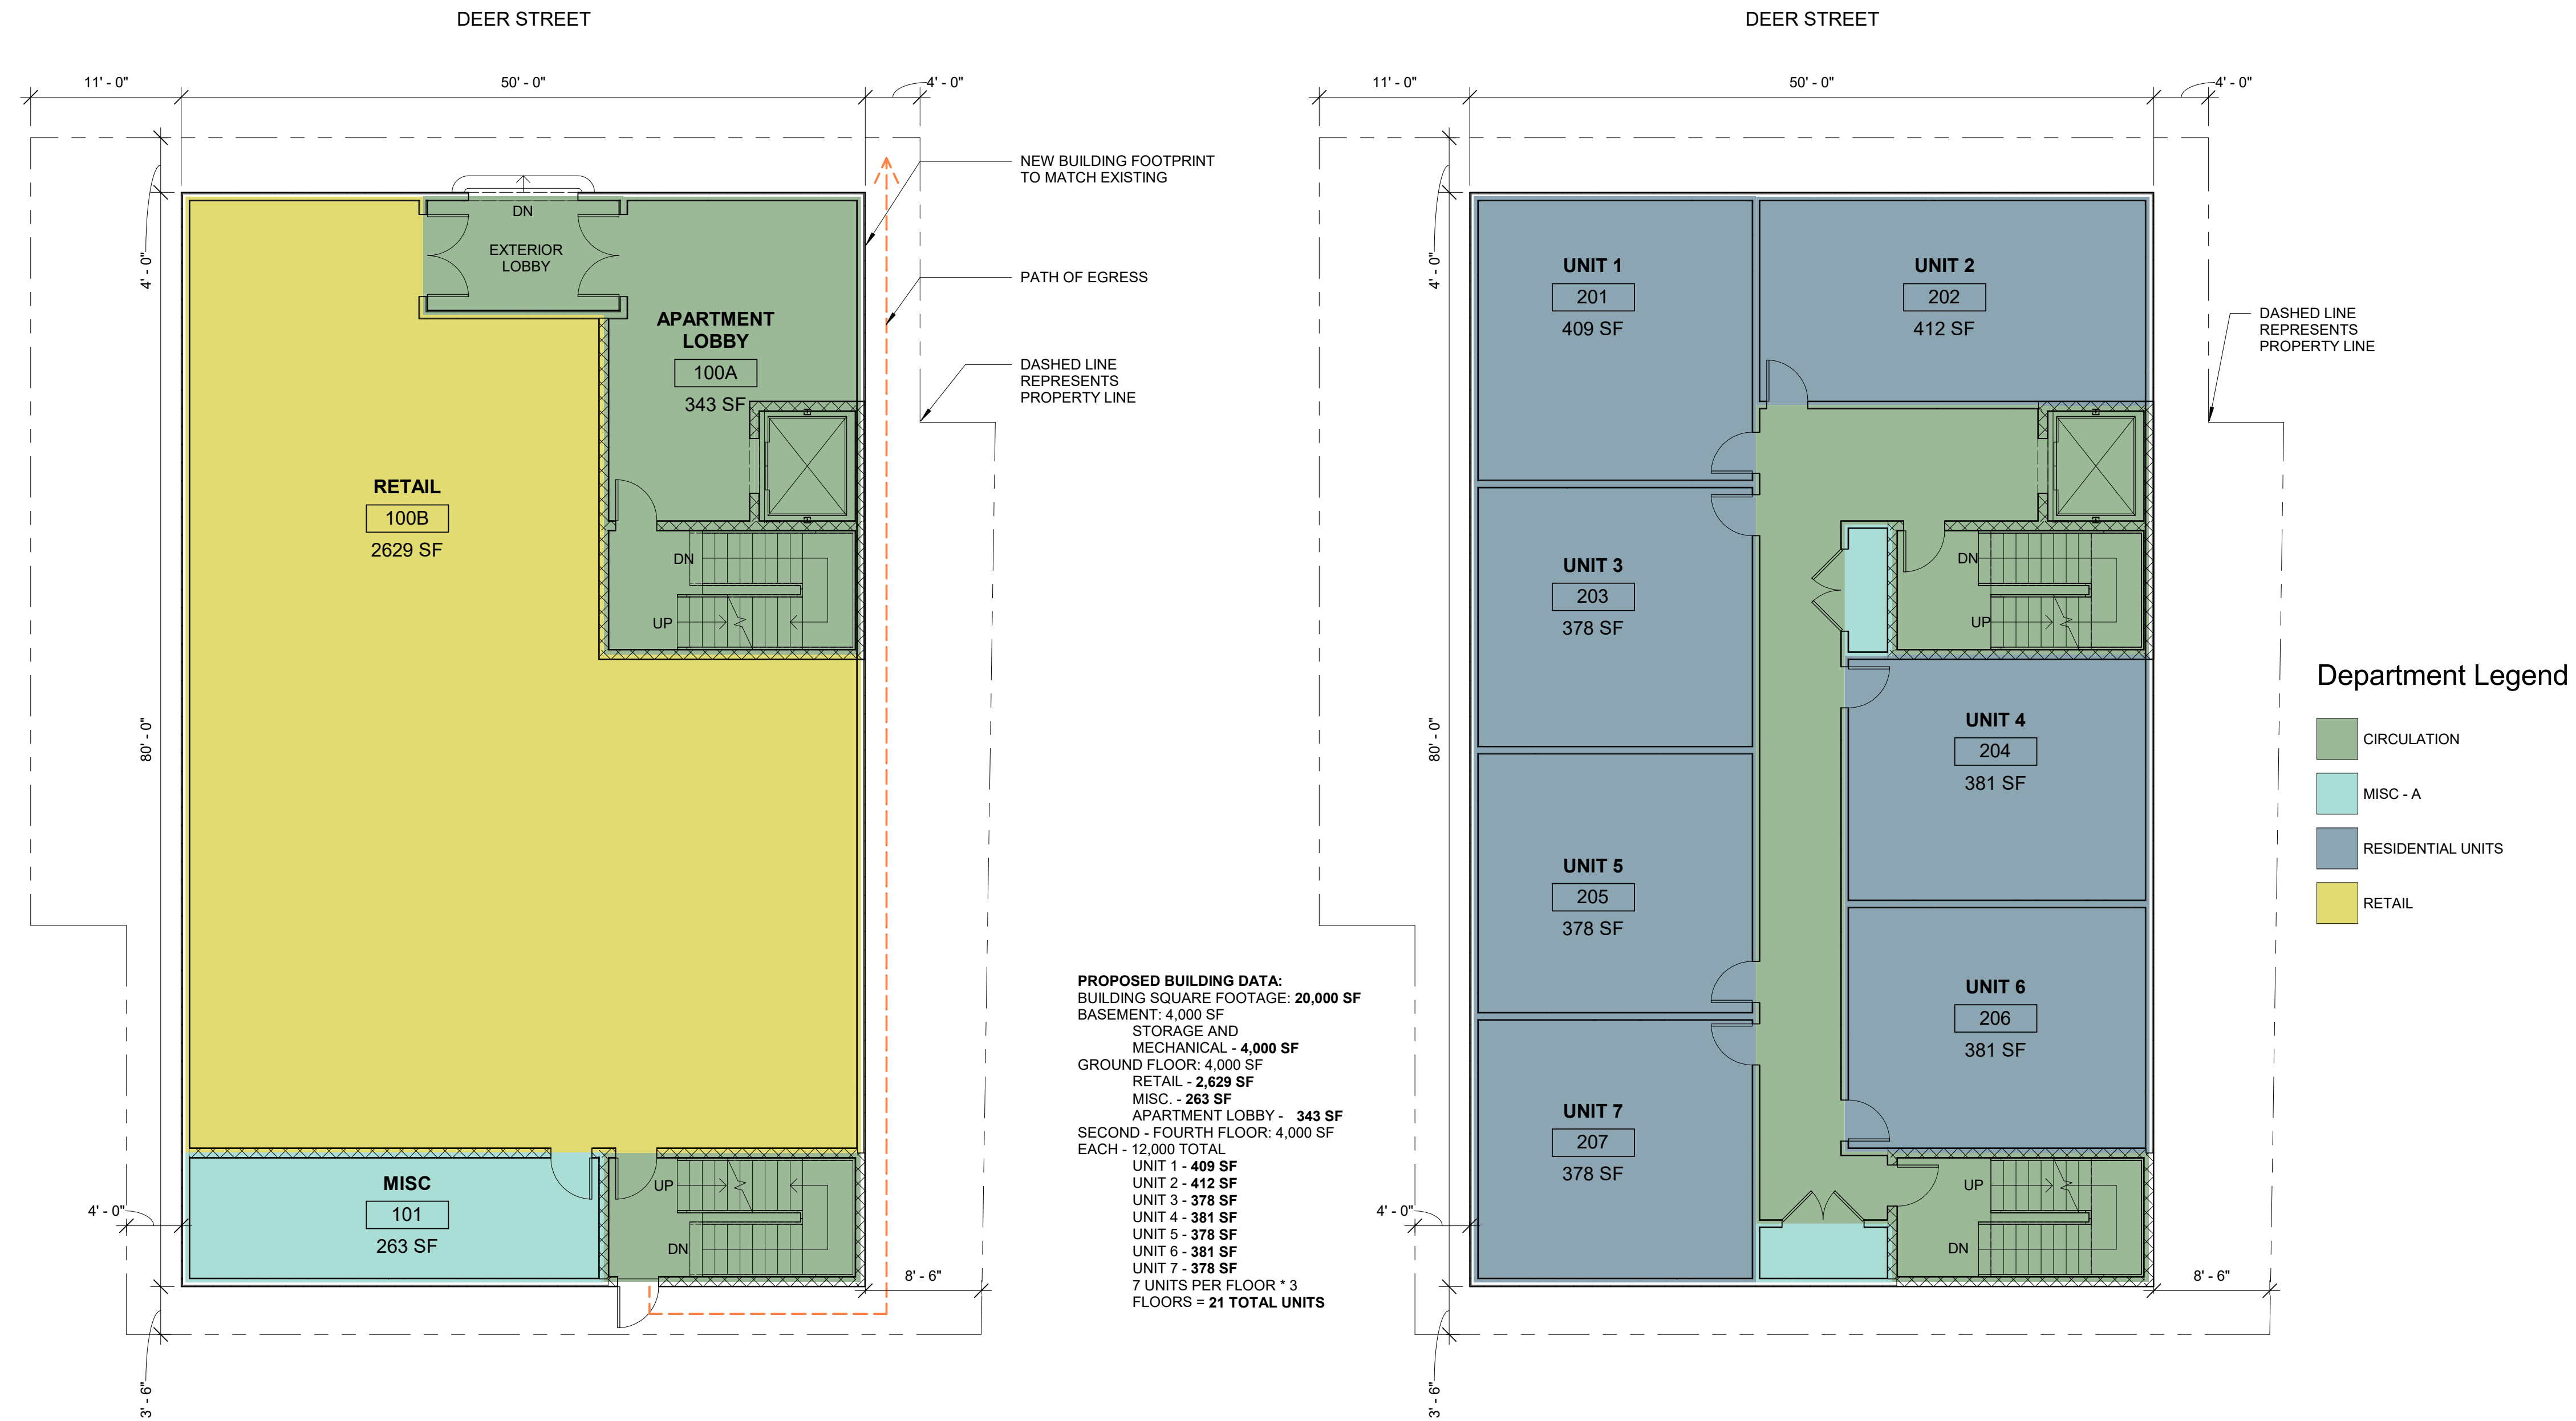 DEER STREET
11' - 0"
50' - 0"
4' - 0"
4' - 0"
80' - 0"
4' - 0"
3' - 6"
8' - 6"
DN
EXTERIOR
LOBBY
APARTMENT
LOBBY
100A
343 SF
RETAIL
100B
2629 SF
DN
UP
MISC
101
263 SF
UP
DN
NEW BUILDING FOOTPRINT
TO MATCH EXISTING
PATH OF EGRESS
DASHED LINE
REPRESENTS
PROPERTY LINE
PROPOSED BUILDING DATA:
BUILDING SQUARE FOOTAGE: 20,000 SF
BASEMENT: 4,000 SF
STORAGE AND
MECHANICAL - 4,000 SF
GROUND FLOOR: 4,000 SF
RETAIL - 2,629 SF
MISC. - 263 SF
APARTMENT LOBBY - 343 SF
SECOND - FOURTH FLOOR: 4,000 SF
EACH - 12,000 TOTAL
UNIT 1 - 409 SF
UNIT 2 - 412 SF
UNIT 3 - 378 SF
UNIT 4 - 381 SF
UNIT 5 - 378 SF
UNIT 6 - 381 SF
UNIT 7 - 378 SF
7 UNITS PER FLOOR * 3
FLOORS = 21 TOTAL UNITS
DEER STREET
11' - 0"
50' - 0"
4' - 0"
4' - 0"
80' - 0"
4' - 0"
3' - 6"
8' - 6"
UNIT 1
201
409 SF
UNIT 2
202
412 SF
UNIT 3
203
378 SF
DN
UP
UNIT 4
204
381 SF
UNIT 5
205
378 SF
UNIT 6
206
381 SF
UNIT 7
207
378 SF
UP
DN
DASHED LINE
REPRESENTS
PROPERTY LINE
Department Legend
CIRCULATION
MISC - A
RESIDENTIAL UNITS
RETAIL